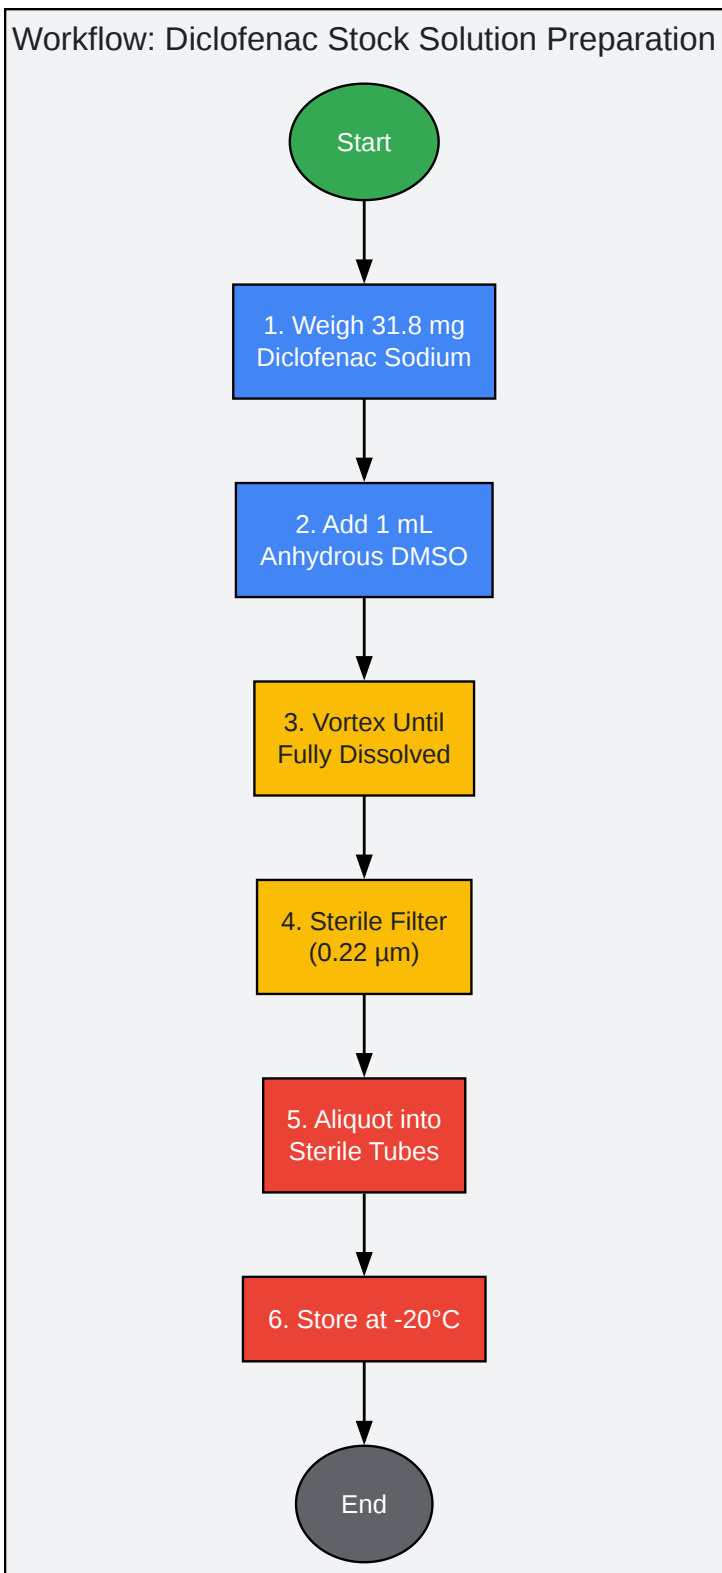 Workflow: Diclofenac Stock Solution Preparation
Start
1. Weigh 31.8 mg
Diclofenac Sodium
2. Add 1 mL
Anhydrous DMSO
3. Vortex Until
Fully Dissolved
4. Sterile Filter
(0.22 µm)
5. Aliquot into
Sterile Tubes
6. Store at -20°C
End